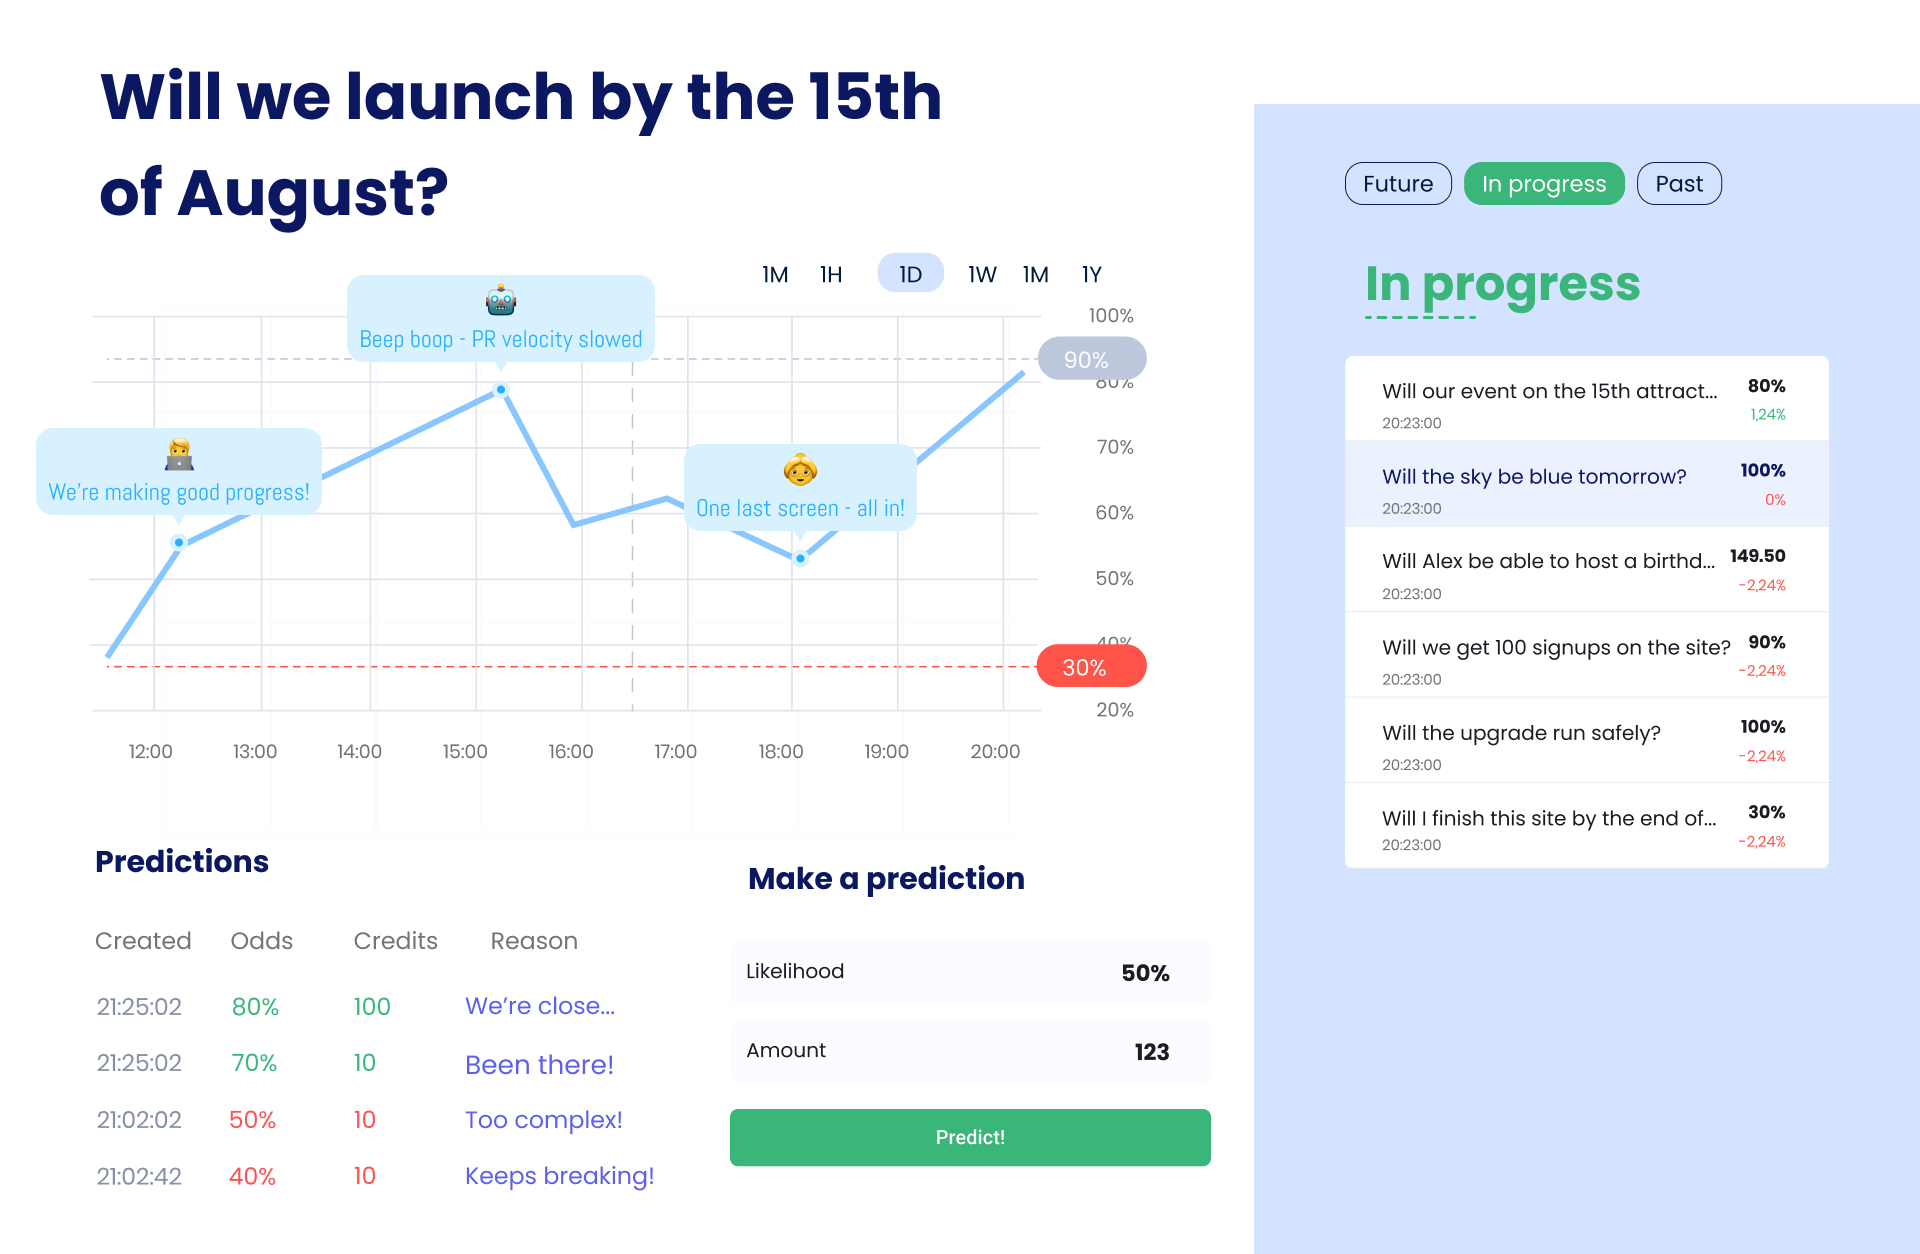 Will we launch by the 15th
of August?
1M 1H 1D 1W 1M 1Y
Beep boop - PR velocity slowed
We're making good progress!
One last screen - all in!
100%
90%
80%
70%
60%
50%
40%
30%
20%
12:00 13:00 14:00 15:00 16:00 17:00 18:00 19:00 20:00
Predictions
Created Odds Credits Reason
21:25:02 80% 100 We’re close...
21:25:02 70% 10 Been there!
21:02:02 50% 10 Too complex!
21:02:42 40% 10 Keeps breaking!
Make a prediction
Likelihood 50%
Amount 123
Predict!
Future In progress Past
In progress
Will our event on the 15th attract... 80%
20:23:00 1,24%
Will the sky be blue tomorrow? 100%
20:23:00 0%
Will Alex be able to host a birthd... 149.50
20:23:00 -2,24%
Will we get 100 signups on the site? 90%
20:23:00 -2,24%
Will the upgrade run safely? 100%
20:23:00 -2,24%
Will I finish this site by the end of... 30%
20:23:00 -2,24%